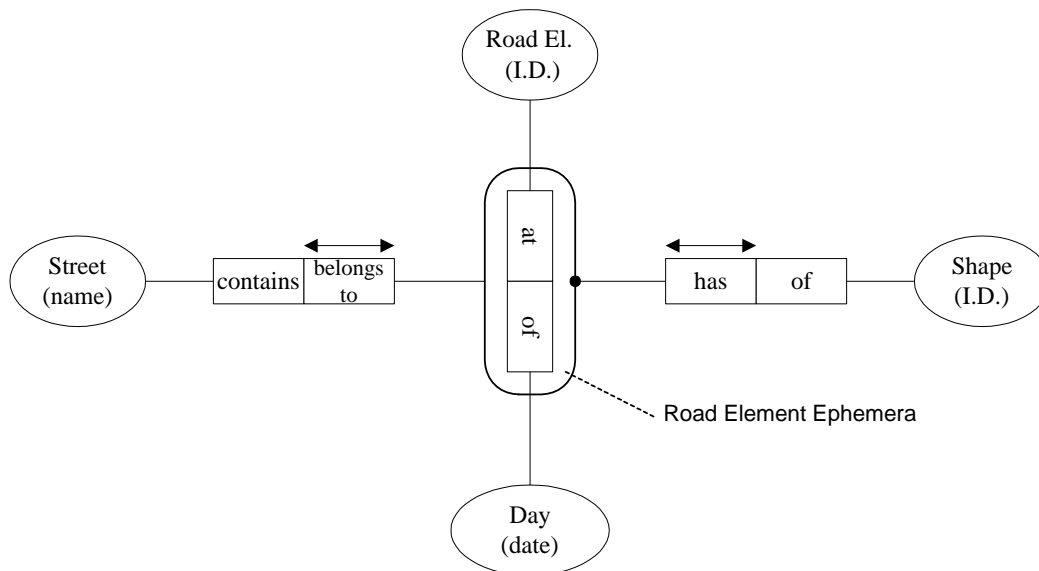 Road El.
(I.D.)
Street
(name)
contains
belongs
to
at
of
has
of
Shape
(I.D.)
Road Element Ephemera
Day
(date)